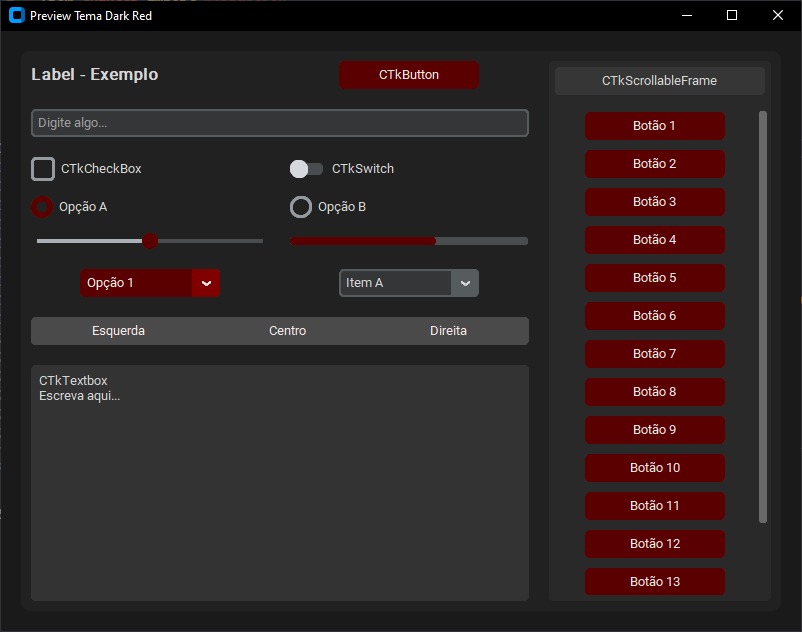 Preview Tema Dark Red
Label - Exemplo
CTkButton
Digite algo...
CTkCheckBox
CTkSwitch
Opção A
Opção B
Opção 1
Item A
Esquerda
Centro
Direita
CTkTextbox
Escreva aqui...
CTkScrollableFrame
Botão 1
Botão 2
Botão 3
Botão 4
Botão 5
Botão 6
Botão 7
Botão 8
Botão 9
Botão 10
Botão 11
Botão 12
Botão 13